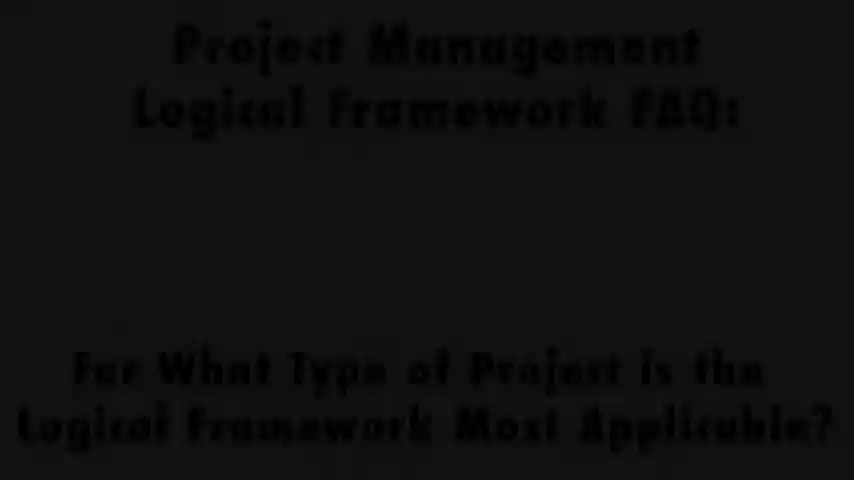 Project Management
Logical Framework FAQ:
For What Type of Project is the
Logical Framework Most Applicable?